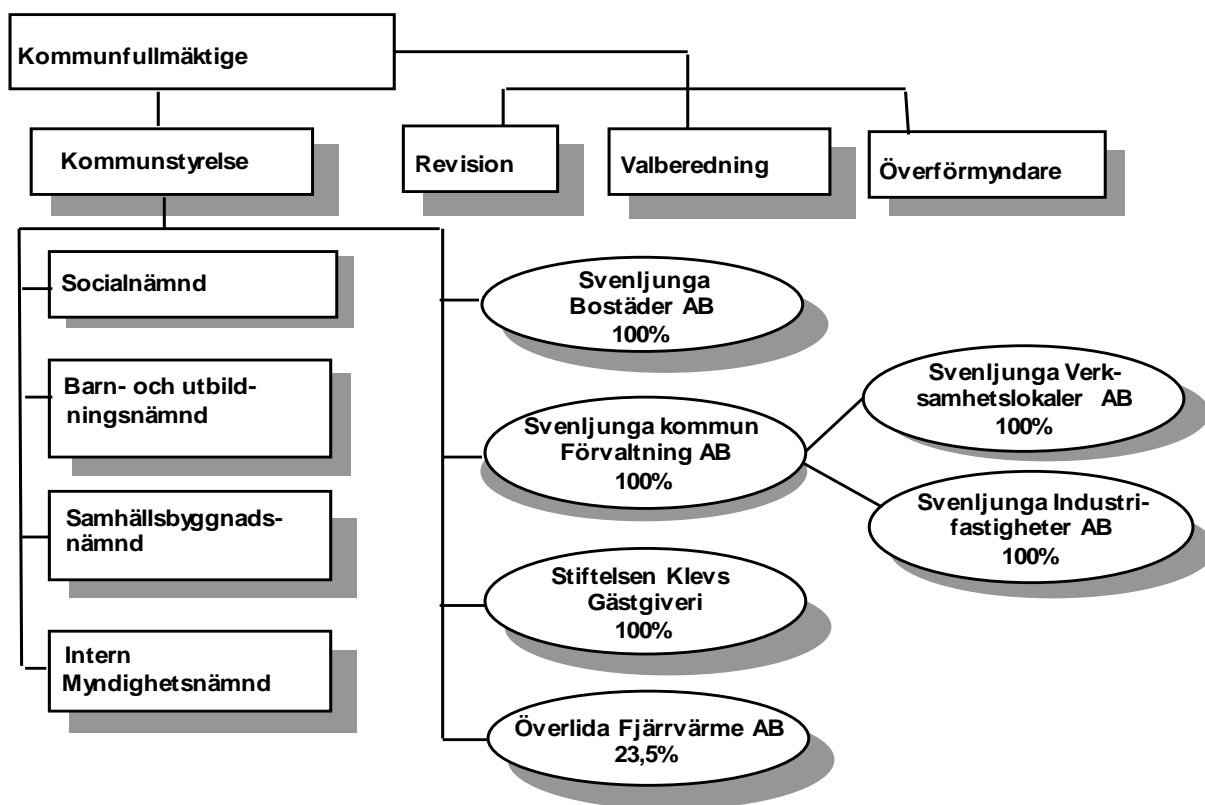 Kommunfullmäktige
Kommunstyrelse
Revision
Valberedning
Överförmyndare
Socialnämnd
Barn- och utbild-
ningsnämnd
Samhällsbyggnads-
nämnd
Intern
Myndighetsnämnd
Svenljunga
Bostäder AB
100%
Svenljunga kommun
Förvaltning AB
100%
Stiftelsen Klevs
Gästgiveri
100%
Överlida Fjärrvärme AB
23,5%
Svenljunga Verk-
samhetslokaler AB
100%
Svenljunga Industri-
fastigheter AB
100%